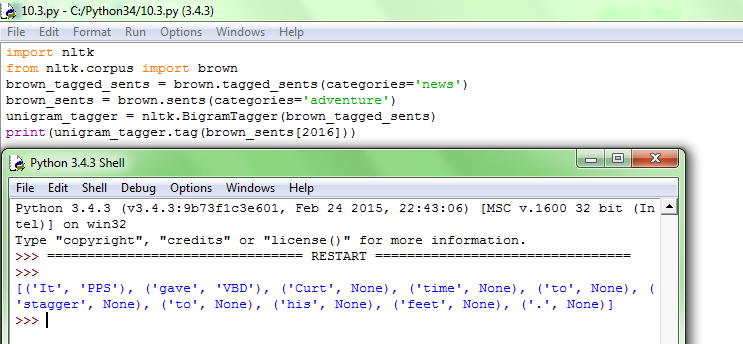 10.3.py - C:/Python34/10.3.py (3.4.3)
File Edit Format Run Options Windows Help
import nltk
from nltk.corpus import brown
brown_tagged_sents = brown.tagged_sents(categories='news')
brown_sents = brown.sents(categories='adventure')
unigram_tagger = nltk.BigramTagger(brown_tagged_sents)
print(unigram_tagger.tag(brown_sents[2016]))
Python 3.4.3 Shell
File Edit Shell Debug Options Windows Help
Python 3.4.3 (v3.4.3:9b73f1c3e601, Feb 24 2015, 22:43:06) [MSC v.1600 32 bit (In
tel)] on win32
Type "copyright", "credits" or "license()" for more information.
>>> ================================ RESTART ================================
>>>
[('It', 'PPS'), ('gave', 'VBD'), ('Curt', None), ('time', None), ('to', None), (
'stagger', None), ('to', None), ('his', None), ('feet', None), ('.', None)]
>>>